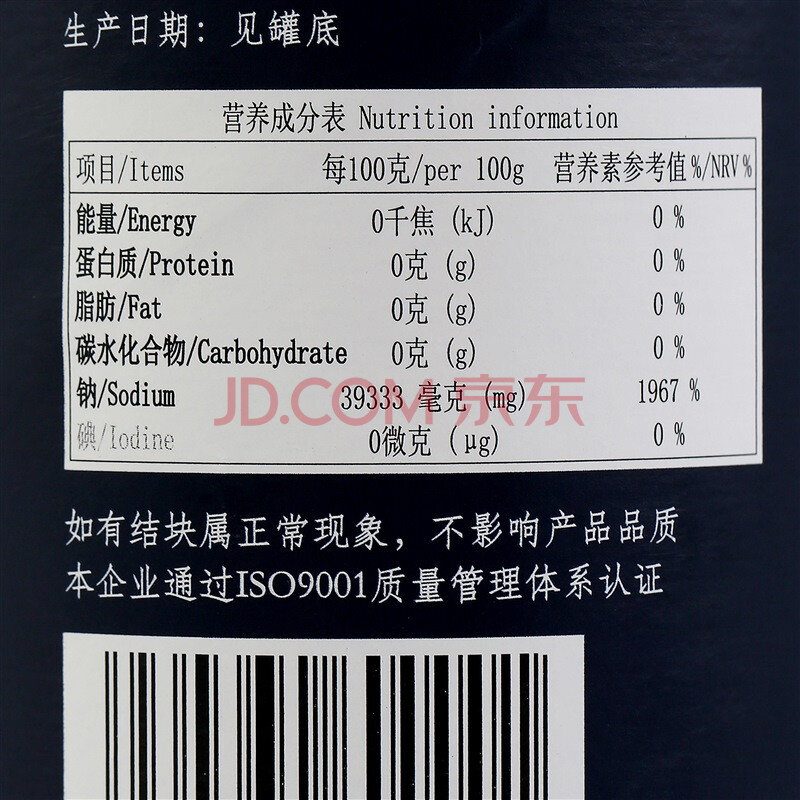 生产日期：见罐底
营养成分表 Nutrition information
项目/Items 每100克/per 100g 营养素参考值%/NRV%
能量/Energy 0千焦 (kJ) 0 %
蛋白质/Protein 0克 (g) 0 %
脂肪/Fat 0克 (g) 0 %
碳水化合物/Carbohydrate 0克 (g) 0 %
钠/Sodium 39333 毫克 (mg) 1967 %
JD.COM 京东
碘/Iodine 0微克 (μg) 0 %
如有结块属正常现象，不影响产品品质
本企业通过ISO9001质量管理体系认证